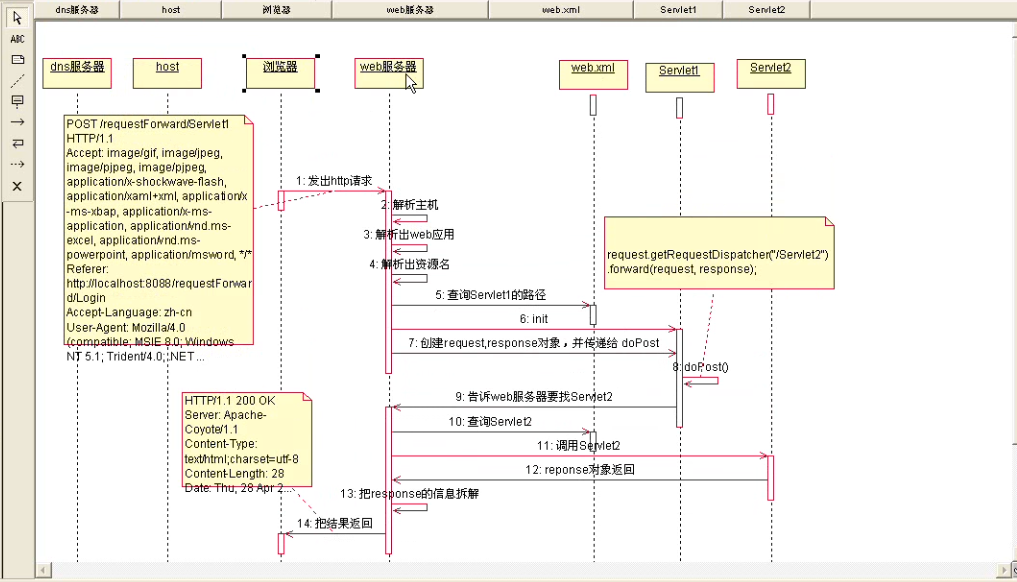 dns服务器 host 浏览器 web服务器 web.xml Servlet1 Servlet2
ABC
dns服务器
host
浏览器
web服务器
web.xml
Servlet1
Servlet2
POST /requestForward/Servlet1
HTTP/1.1
Accept: image/gif, image/jpeg,
image/pjpeg, image/pjpeg,
application/x-shockwave-flash,
application/xaml+xml, application/x
-ms-xbap, application/x-ms-
application, application/vnd.ms-
excel, application/vnd.ms-
powerpoint, application/msword, */*
Referer:
http://localhost:8088/requestForwar
d/Login
Accept-Language: zh-cn
User-Agent: Mozilla/4.0
(compatible; MSIE 8.0; Windows
NT 5.1; Trident/4.0; .NET ...
1: 发出http请求
2: 解析主机
3: 解析出web应用
4: 解析出资源名
request.getRequestDispatcher("/Servlet2")
.forward(request, response);
5: 查询Servlet1的路径
6: init
7: 创建request,response对象，并传递给 doPost
8: doPost()
9: 告诉web服务器要找Servlet2
10: 查询Servlet2
11: 调用Servlet2
12: reponse对象返回
13: 把response的信息拆解
14: 把结果返回
HTTP/1.1 200 OK
Server: Apache-
Coyote/1.1
Content-Type:
text/html;charset=utf-8
Content-Length: 28
Date: Thu, 28 Apr 2...